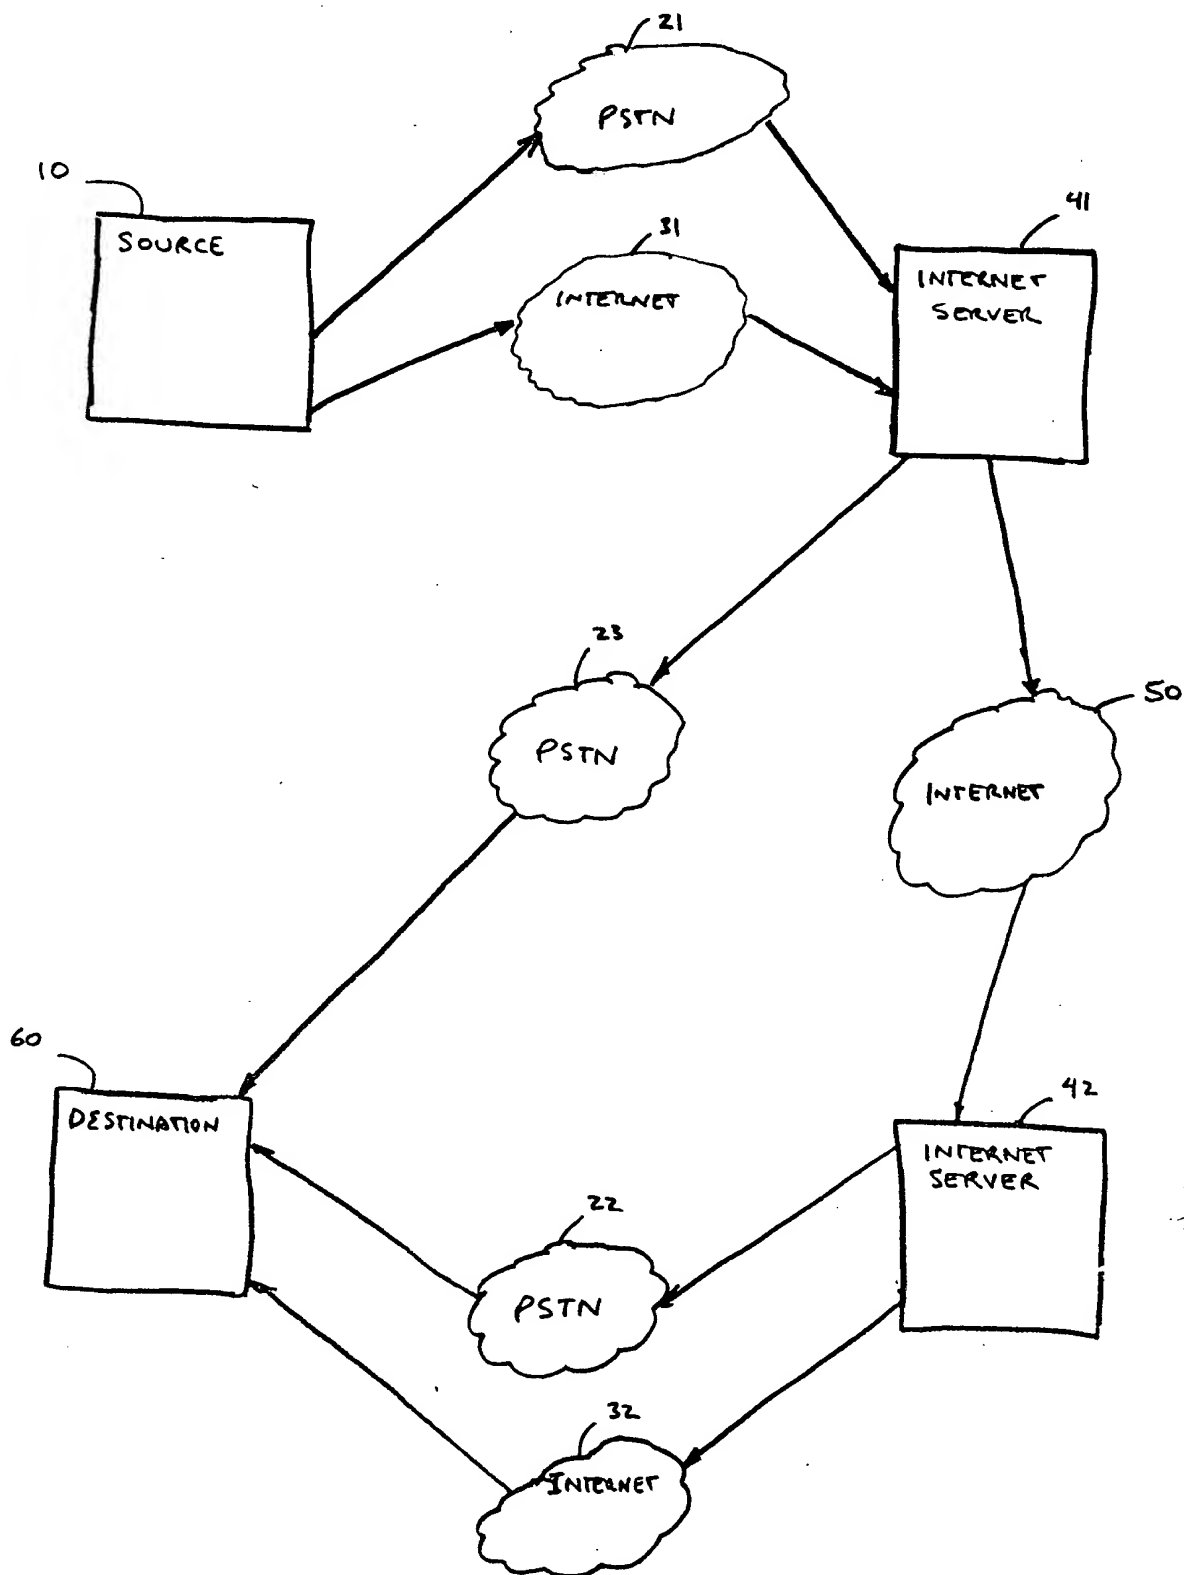 21
PSTN
10
SOURCE
31
INTERNET
41
INTERNET
SERVER
23
PSTN
50
INTERNET
60
DESTINATION
42
INTERNET
SERVER
22
PSTN
32
INTERNET